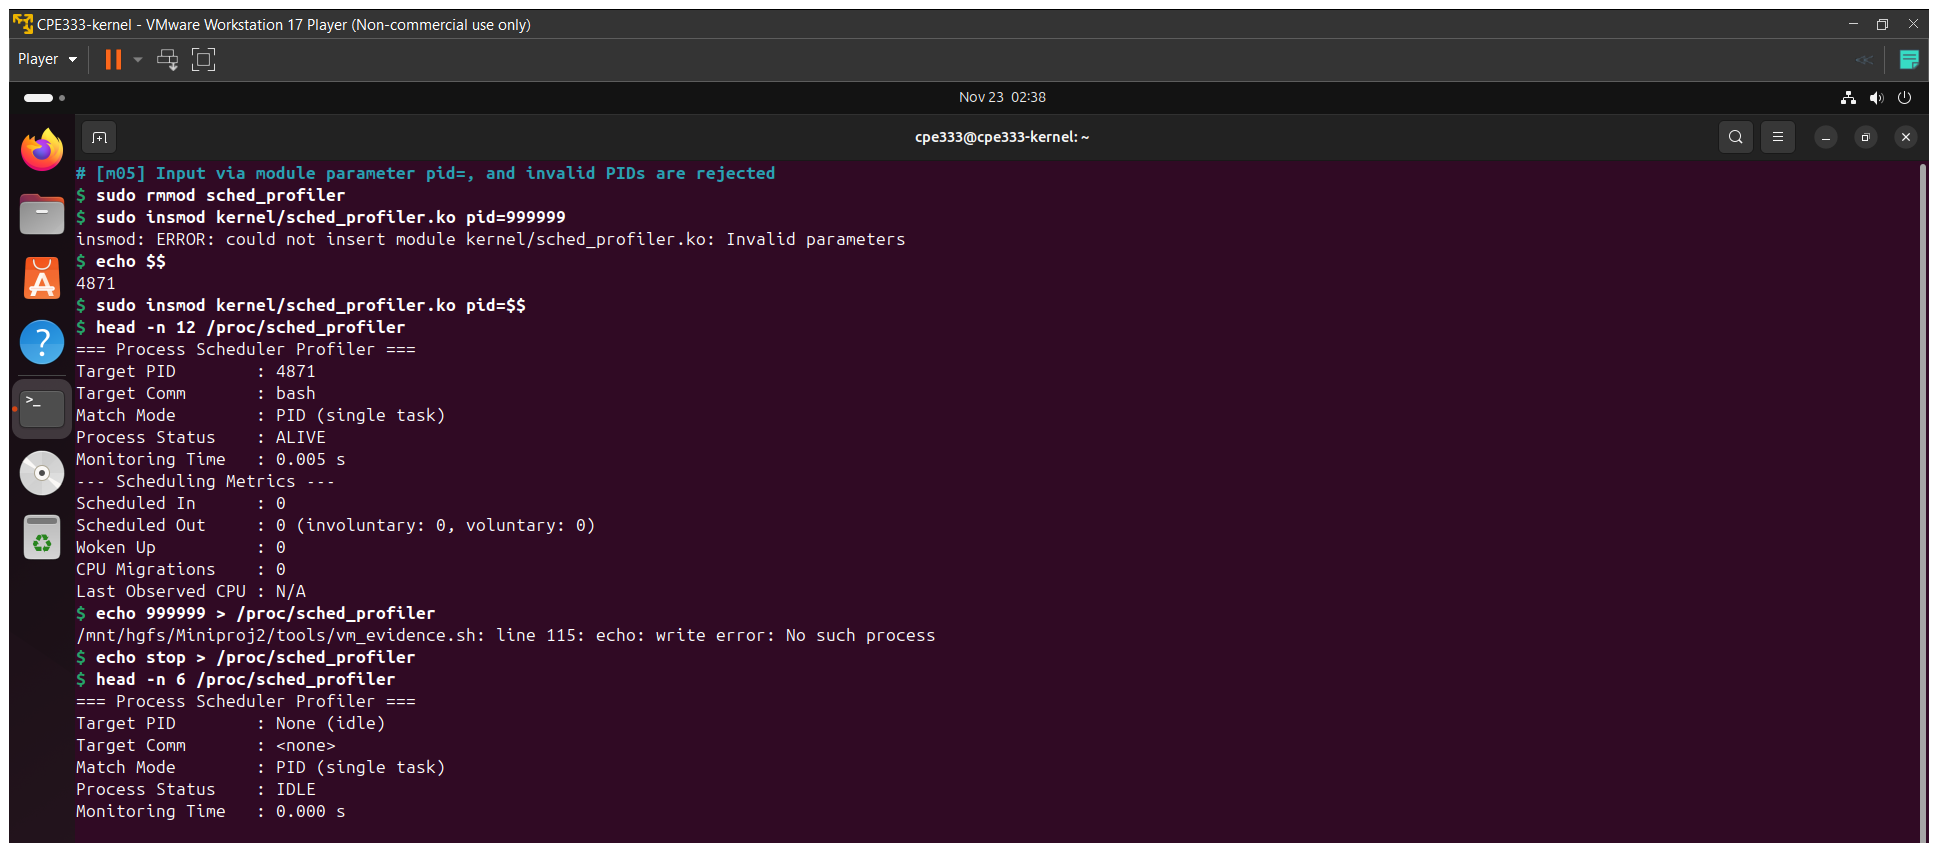 CPE333-kernel - VMware Workstation 17 Player (Non-commercial use only)
Player
Nov 23 02:38
cpe333@cpe333-kernel: ~
# [m05] Input via module parameter pid=, and invalid PIDs are rejected
$ sudo rmmod sched_profiler
$ sudo insmod kernel/sched_profiler.ko pid=999999
insmod: ERROR: could not insert module kernel/sched_profiler.ko: Invalid parameters
$ echo $$
4871
$ sudo insmod kernel/sched_profiler.ko pid=$$
$ head -n 12 /proc/sched_profiler
=== Process Scheduler Profiler ===
Target PID        : 4871
Target Comm       : bash
Match Mode        : PID (single task)
Process Status    : ALIVE
Monitoring Time   : 0.005 s
--- Scheduling Metrics ---
Scheduled In      : 0
Scheduled Out     : 0 (involuntary: 0, voluntary: 0)
Woken Up          : 0
CPU Migrations    : 0
Last Observed CPU : N/A
$ echo 999999 > /proc/sched_profiler
/mnt/hgfs/Miniproj2/tools/vm_evidence.sh: line 115: echo: write error: No such process
$ echo stop > /proc/sched_profiler
$ head -n 6 /proc/sched_profiler
=== Process Scheduler Profiler ===
Target PID        : None (idle)
Target Comm       : <none>
Match Mode        : PID (single task)
Process Status    : IDLE
Monitoring Time   : 0.000 s